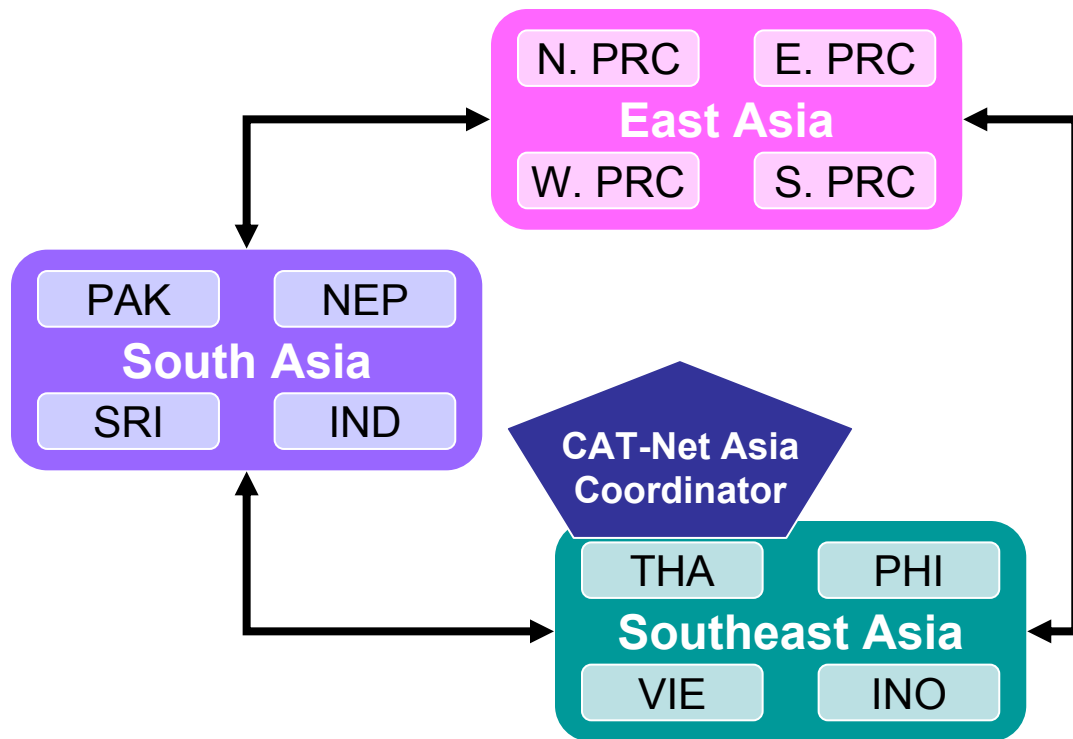 N. PRC E. PRC
East Asia
W. PRC S. PRC
PAK NEP
South Asia
SRI IND
CAT-Net Asia
Coordinator
THA PHI
Southeast Asia
VIE INO